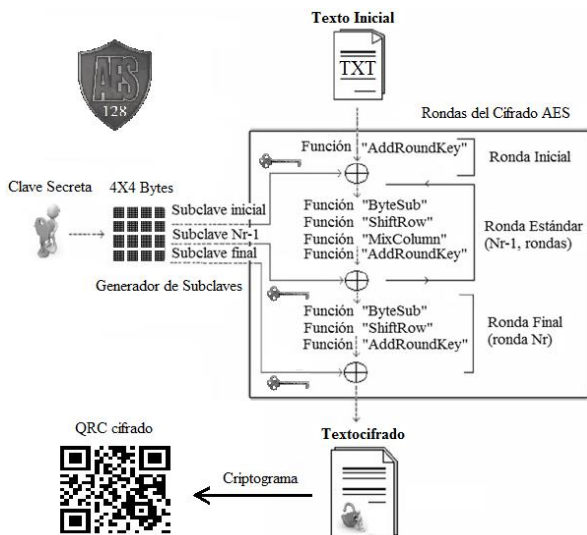 Texto Inicial
TXT
AES
128
Rondas del Cifrado AES
Función "AddRoundKey"
Ronda Inicial
Clave Secreta
4X4 Bytes
Subclave inicial
Subclave Nr-1
Subclave final
Generador de Subclaves
Función "ByteSub"
Función "ShiftRow"
Función "MixColumn"
Función "AddRoundKey"
Ronda Estándar
(Nr-1, rondas)
Función "ByteSub"
Función "ShiftRow"
Función "AddRoundKey"
Ronda Final
(ronda Nr)
Textocifrado
QRC cifrado
Criptograma